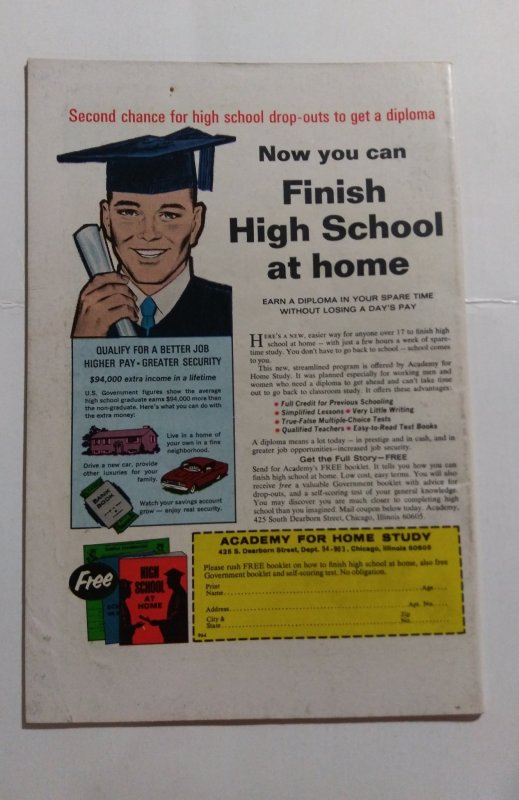 Second chance for high school drop-outs to get a diploma
Now you can
Finish
High School
at home
EARN A DIPLOMA IN YOUR SPARE TIME
WITHOUT LOSING A DAY'S PAY
HERE'S A NEW, easier way for anyone over 17 to finish high
school at home – with just a few hours a week of spare-
time study. You don't have to go back to school – school comes
to you.
This new, streamlined program is offered by Academy for
Home Study. It was planned especially for working men and
women who need a diploma to get ahead and can't take time
out to go back to classroom study. It offers these advantages:
• Full Credit for Previous Schooling
• Simplified Lessons • Very Little Writing
• True-False Multiple-Choice Tests
• Qualified Teachers • Easy-to-Read Text Books
A diploma means a lot today – in prestige and in cash, and in
greater job opportunities–increased job security.
Get the Full Story–FREE
Send for Academy's FREE booklet. It tells you how you can
finish high school at home. Low cost, easy terms. You will also
receive free a valuable Government booklet with advice for
drop-outs, and a self-scoring test of your general knowledge.
You may discover you are much closer to completing high
school than you imagined. Mail coupon below today. Academy,
425 South Dearborn Street, Chicago, Illinois 60605.
QUALIFY FOR A BETTER JOB
HIGHER PAY • GREATER SECURITY
$94,000 extra income in a lifetime
U.S. Government figures show the average
high school graduate earns $94,000 more than
the non-graduate. Here's what you can do with
the extra money:
Live in a home of
your own in a fine
neighborhood.
Drive a new car, provide
other luxuries for your
family.
BANK
BOOK
Watch your savings account
grow – enjoy real security.
Free
HIGH
SCHOOL
AT
HOME
ACADEMY FOR HOME STUDY
425 S. Dearborn Street, Dept. 34-903, Chicago, Illinois 60605
Please rush FREE booklet on how to finish high school at home, also free
Government booklet and self-scoring test. No obligation.
Print
Name Age
Address Apt. No.
City & Zip
State No.